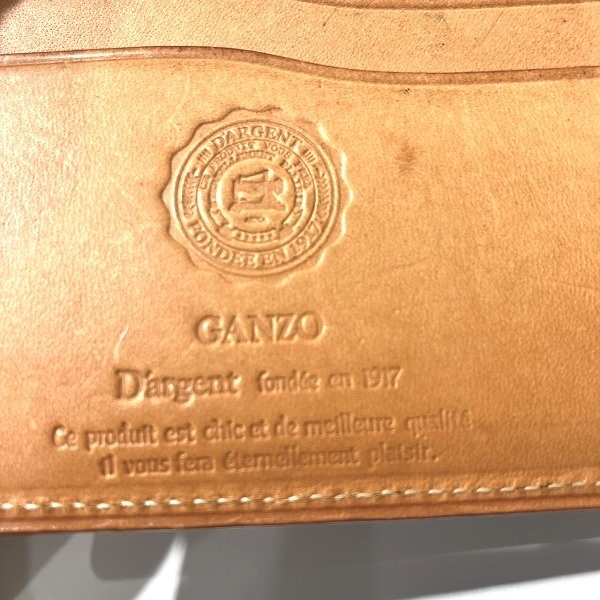 D'ARGENT
FONDEE EN 1917
GANZO
D'argent fondée en 1917
Ce produit est chic et de meilleure qualité
il vous fera éternellement plaisir.